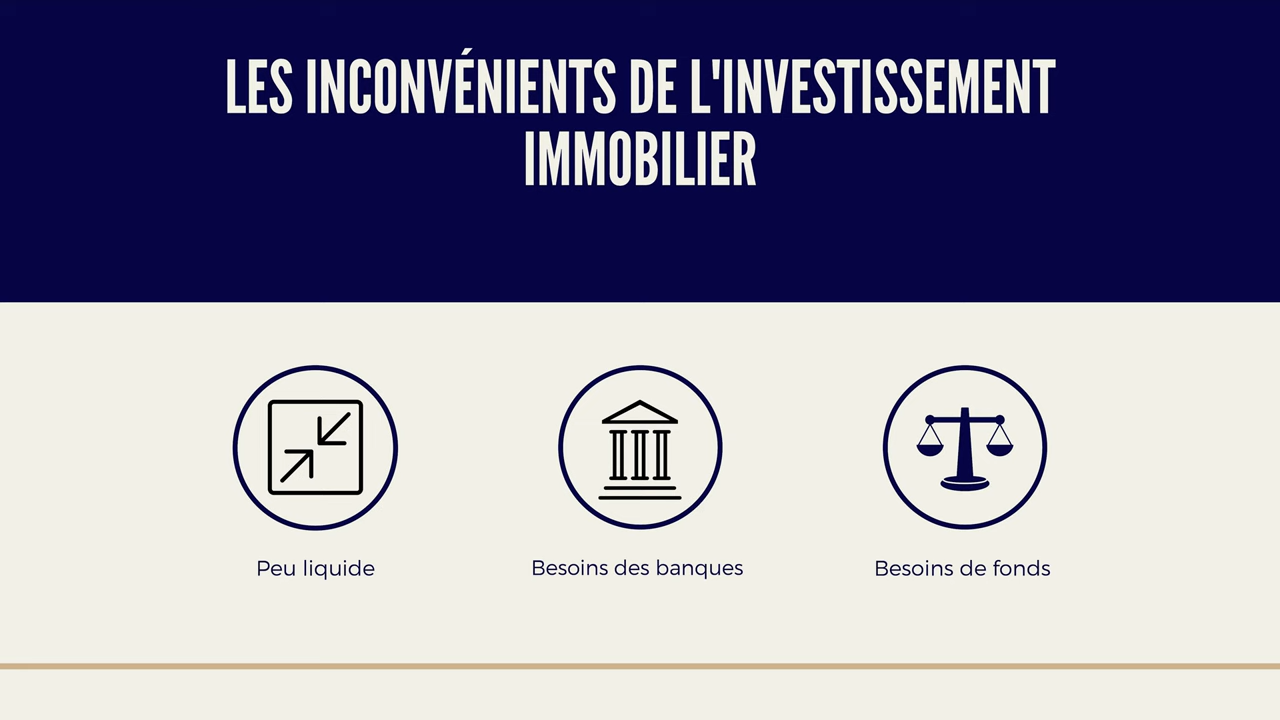 LES INCONVÉNIENTS DE L'INVESTISSEMENT
IMMOBILIER
Peu liquide
Besoins des banques
Besoins de fonds